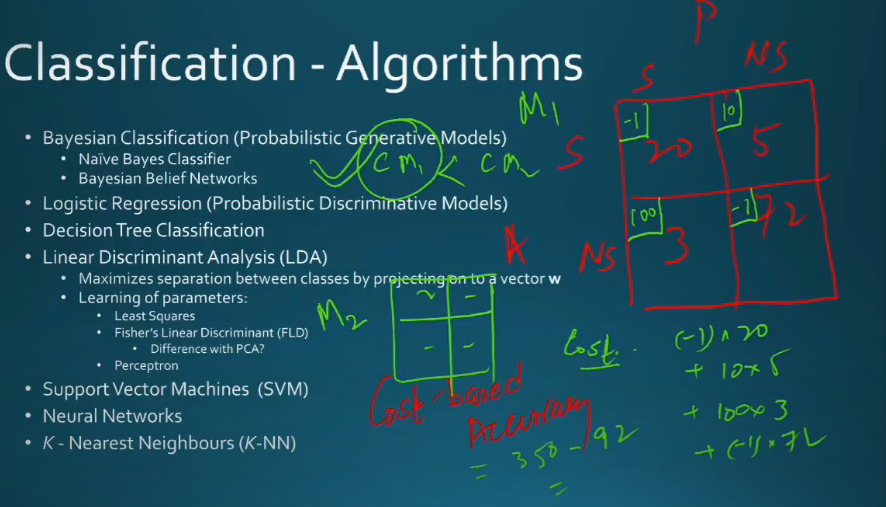 Classification - Algorithms
• Bayesian Classification (Probabilistic Generative Models)
• Naïve Bayes Classifier
• Bayesian Belief Networks
• Logistic Regression (Probabilistic Discriminative Models)
• Decision Tree Classification
• Linear Discriminant Analysis (LDA)
• Maximizes separation between classes by projecting on to a vector w
• Learning of parameters:
• Least Squares
• Fisher's Linear Discriminant (FLD)
• Difference with PCA?
• Perceptron
• Support Vector Machines (SVM)
• Neural Networks
• K - Nearest Neighbours (K-NN)
P
S NS
M1
S -1 20 10 5
A
NS 100 3 -1 72
CM1 < CM2
M2
Cost-based
Accuracy
Cost. (-1) × 20
+ 10 × 5
+ 100 × 3
+ (-1) × 72
= 350 - 92
=